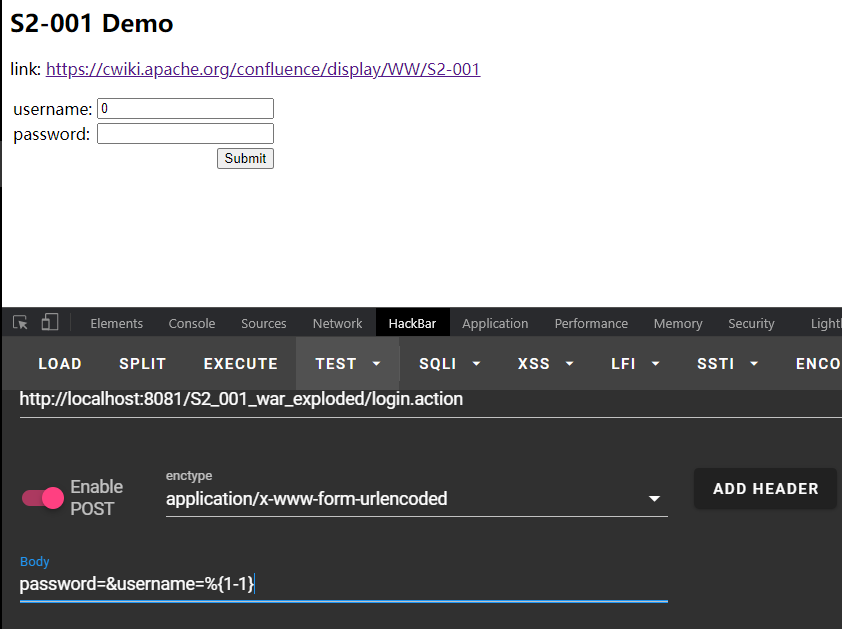 S2-001 Demo
link: https://cwiki.apache.org/confluence/display/WW/S2-001
username: 0
password:
Submit
Elements Console Sources Network HackBar Application Performance Memory Security Lighth
LOAD SPLIT EXECUTE TEST SQLI XSS LFI SSTI ENCO
http://localhost:8081/S2_001_war_exploded/login.action
enctype
Enable
POST
application/x-www-form-urlencoded
ADD HEADER
Body
password=&username=%{1-1}